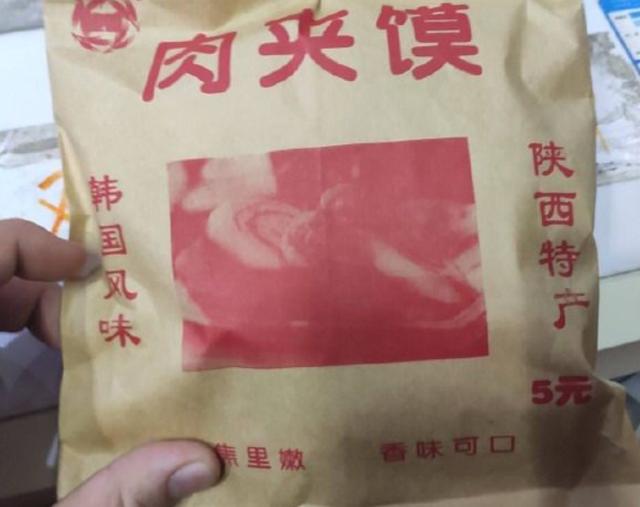 肉夹馍
韩国风味
陕西特产
5元
焦里嫩
香味可口